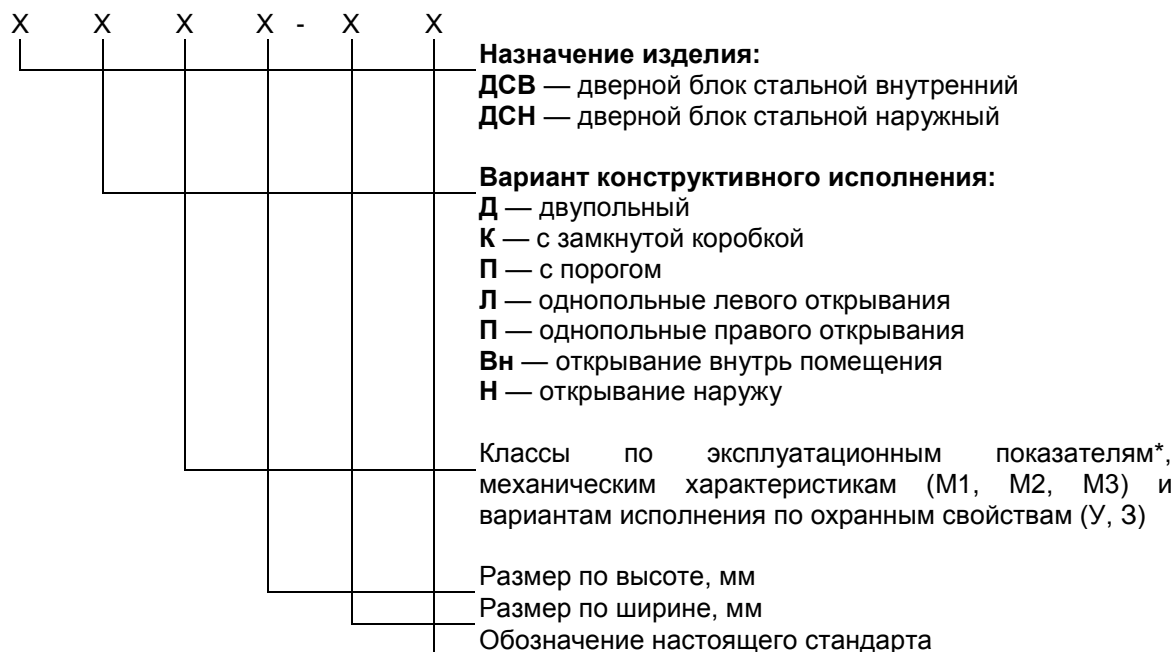 Х Х Х Х - Х Х
Назначение изделия:
ДСВ — дверной блок стальной внутренний
ДСН — дверной блок стальной наружный
Вариант конструктивного исполнения:
Д — двупольный
К — с замкнутой коробкой
П — с порогом
Л — однопольные левого открывания
П — однопольные правого открывания
Вн — открывание внутрь помещения
Н — открывание наружу
Классы по эксплуатационным показателям*,
механическим характеристикам (М1, М2, М3) и
вариантам исполнения по охранным свойствам (У, З)
Размер по высоте, мм
Размер по ширине, мм
Обозначение настоящего стандарта